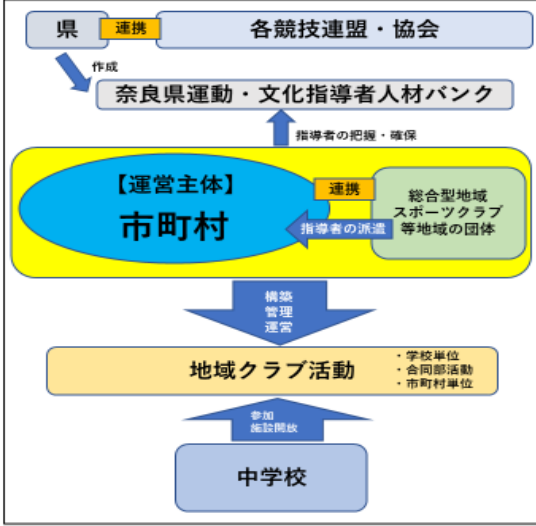 県
連携
各競技連盟・協会
作成
奈良県運動・文化指導者人材バンク
指導者の把握・確保
【運営主体】
市町村
連携
総合型地域
スポーツクラブ
等地域の団体
指導者の派遣
構築
管理
運営
地域クラブ活動
・学校単位
・合同部活動
・市町村単位
参加
施設開放
中学校